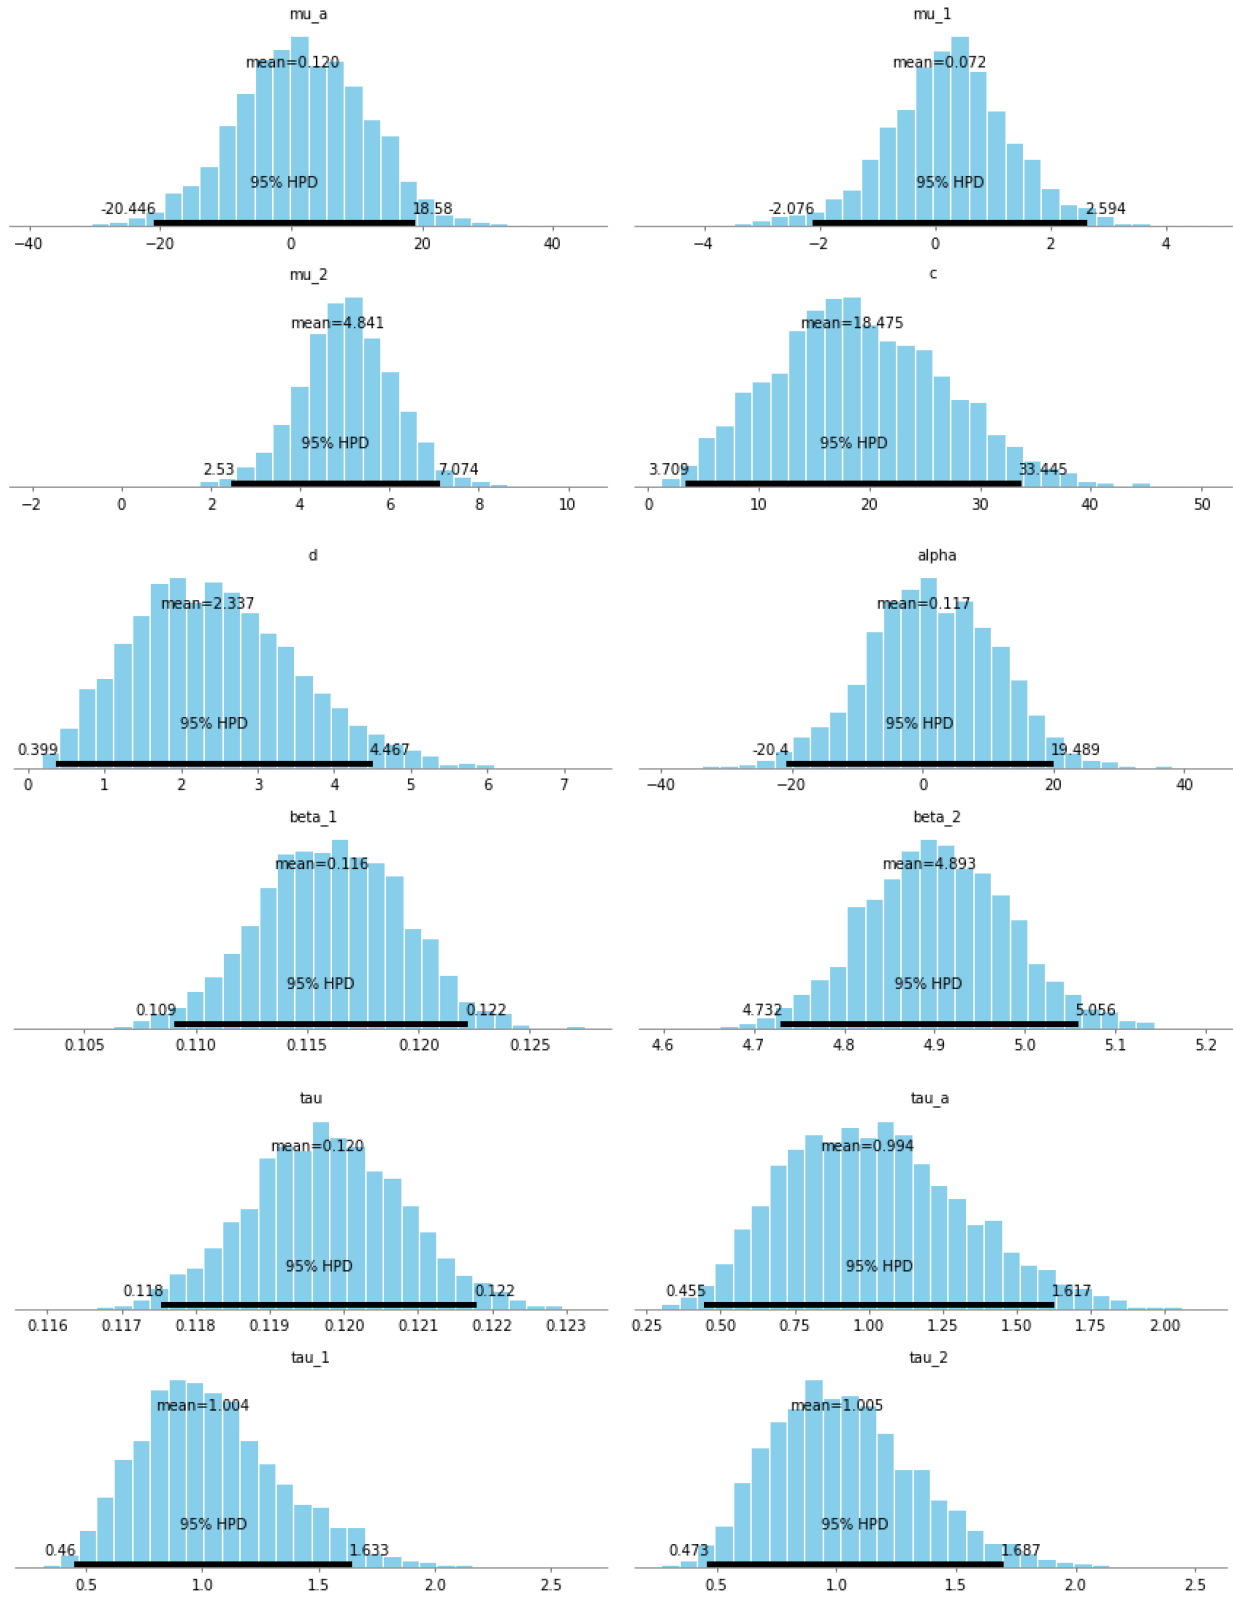 mu_a
mean=0.120
95% HPD
-20.446 18.58
−40 −20 0 20 40
mu_1
mean=0.072
95% HPD
-2.076 2.594
−4 −2 0 2 4
mu_2
mean=4.841
95% HPD
2.53 7.074
−2 0 2 4 6 8 10
c
mean=18.475
95% HPD
3.709 33.445
0 10 20 30 40 50
d
mean=2.337
95% HPD
0.399 4.467
0 1 2 3 4 5 6 7
alpha
mean=0.117
95% HPD
-20.4 19.489
−40 −20 0 20 40
beta_1
mean=0.116
95% HPD
0.109 0.122
0.105 0.110 0.115 0.120 0.125
beta_2
mean=4.893
95% HPD
4.732 5.056
4.6 4.7 4.8 4.9 5.0 5.1 5.2
tau
mean=0.120
95% HPD
0.118 0.122
0.116 0.117 0.118 0.119 0.120 0.121 0.122 0.123
tau_a
mean=0.994
95% HPD
0.455 1.617
0.25 0.50 0.75 1.00 1.25 1.50 1.75 2.00
tau_1
mean=1.004
95% HPD
0.46 1.633
0.5 1.0 1.5 2.0 2.5
tau_2
mean=1.005
95% HPD
0.473 1.687
0.5 1.0 1.5 2.0 2.5